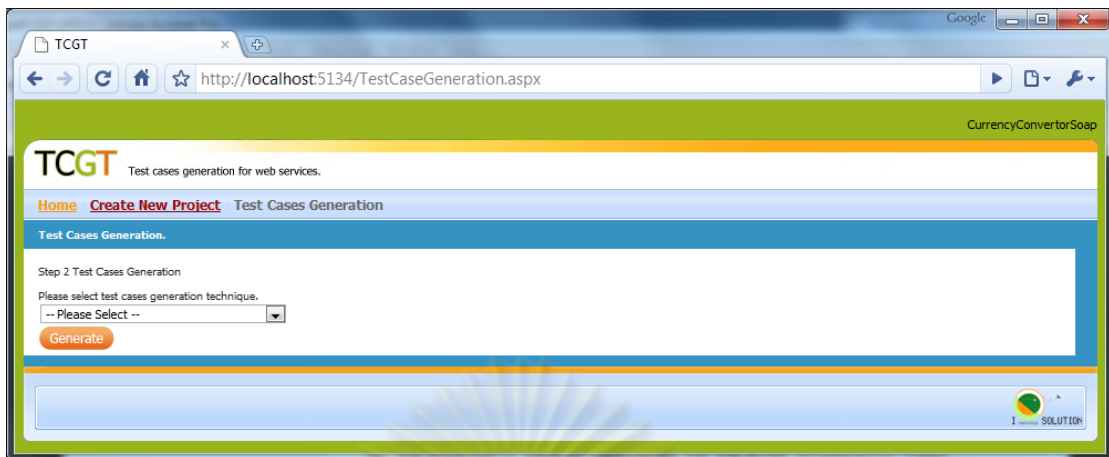 Google
TCGT
http://localhost:5134/TestCaseGeneration.aspx
CurrencyConvertorSoap
TCGT Test cases generation for web services.
Home Create New Project Test Cases Generation
Test Cases Generation.
Step 2 Test Cases Generation
Please select test cases generation technique.
-- Please Select --
Generate
I SOLUTION